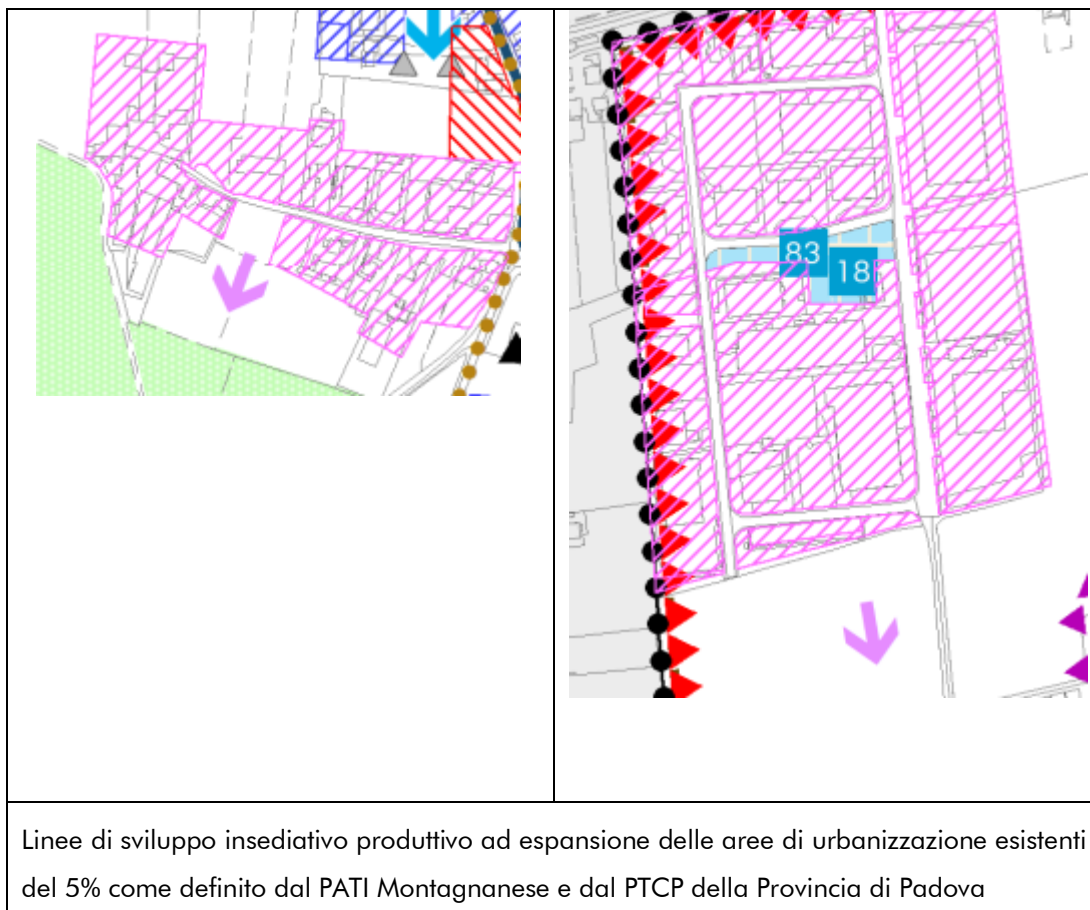 83
18
Linee di sviluppo insediativo produttivo ad espansione delle aree di urbanizzazione esistenti
del 5% come definito dal PATI Montagnanese e dal PTCP della Provincia di Padova